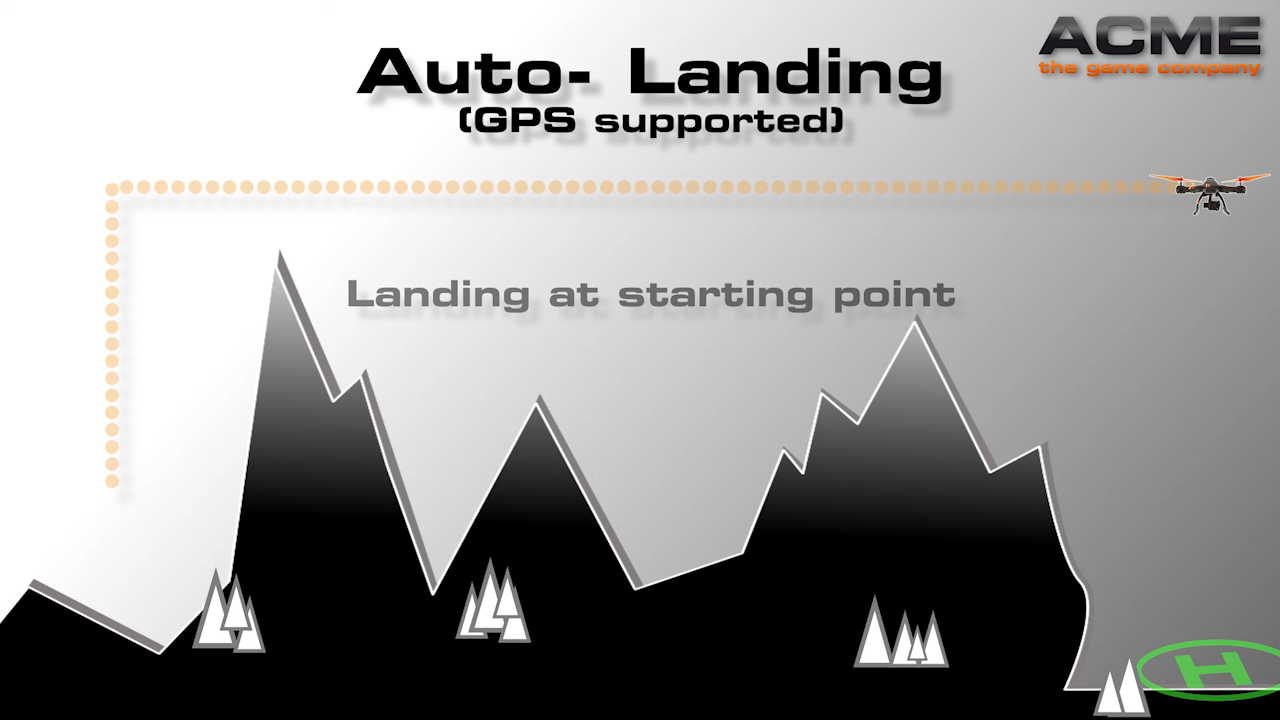 ACME
the game company
Auto- Landing
(GPS supported)
Landing at starting point
H